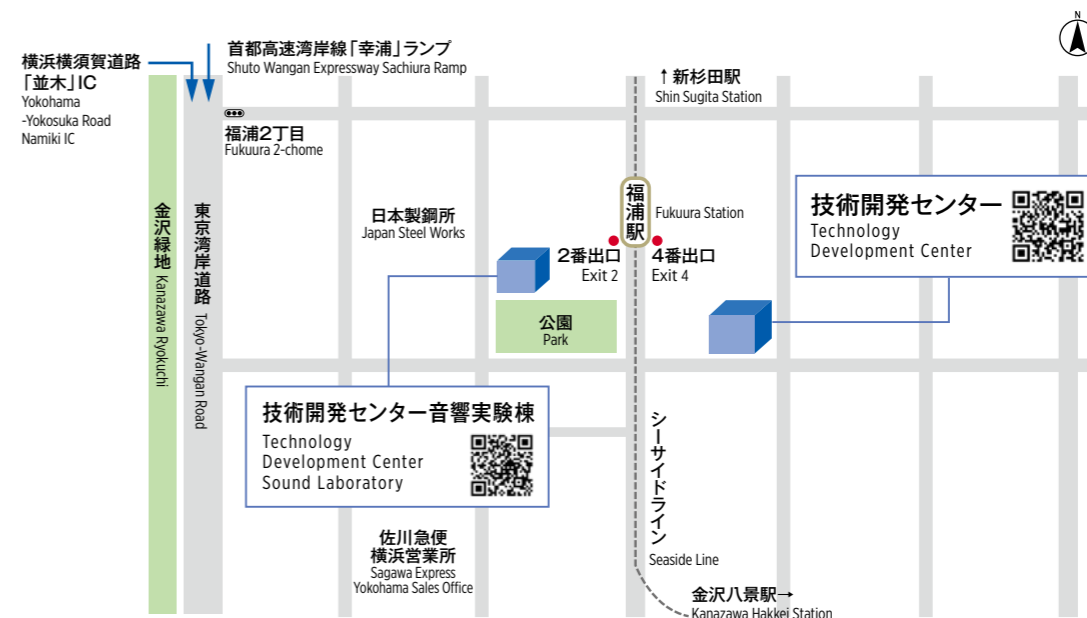 N
首都高速湾岸線「幸浦」ランプ
Shuto Wangan Expressway Sachiura Ramp
横浜横須賀道路
「並木」IC
Yokohama
-Yokosuka Road
Namiki IC
↑新杉田駅
Shin Sugita Station
福浦2丁目
Fukuura 2-chome
金沢緑地 Kanazawa Ryokuchi
東京湾岸道路 Tokyo-Wangan Road
日本製鋼所
Japan Steel Works
福浦駅
Fukuura Station
2番出口
Exit 2
4番出口
Exit 4
技術開発センター
Technology
Development Center
公園
Park
技術開発センター音響実験棟
Technology
Development Center
Sound Laboratory
シーサイドライン
Seaside Line
佐川急便
横浜営業所
Sagawa Express
Yokohama Sales Office
金沢八景駅→
Kanazawa Hakkei Station